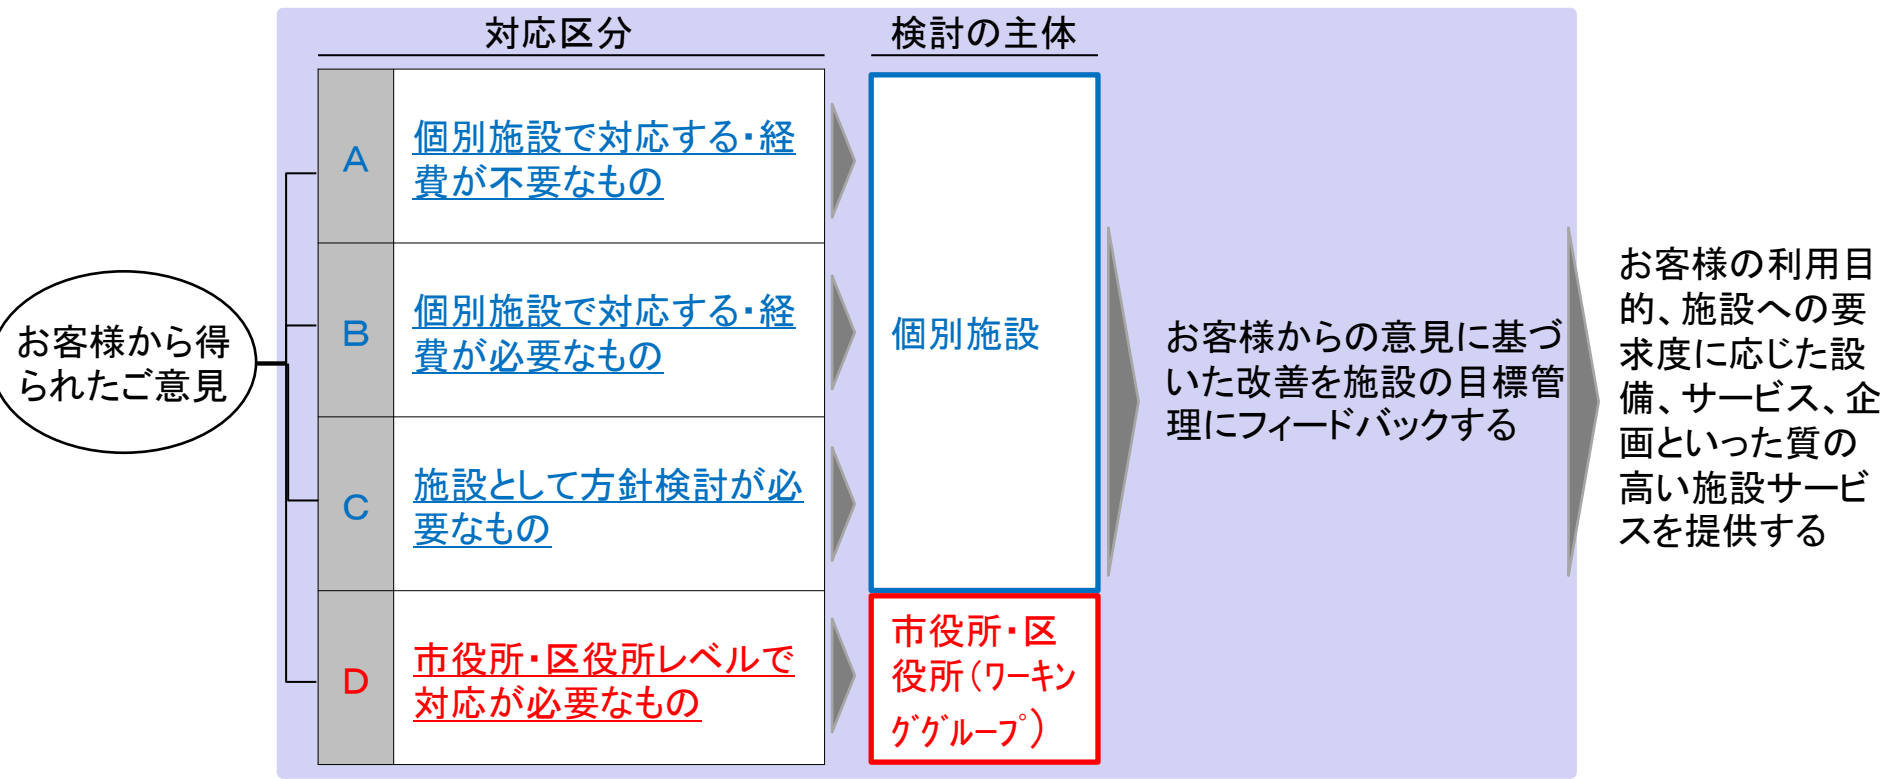 対応区分
検討の主体
お客様から得
られたご意見
A
個別施設で対応する・経
費が不要なもの
B
個別施設で対応する・経
費が必要なもの
C
施設として方針検討が必
要なもの
D
市役所・区役所レベルで
対応が必要なもの
個別施設
市役所・区
役所(ワーキン
ググループ)
お客様からの意見に基づ
いた改善を施設の目標管
理にフィードバックする
お客様の利用目
的、施設への要
求度に応じた設
備、サービス、企
画といった質の
高い施設サービ
スを提供する